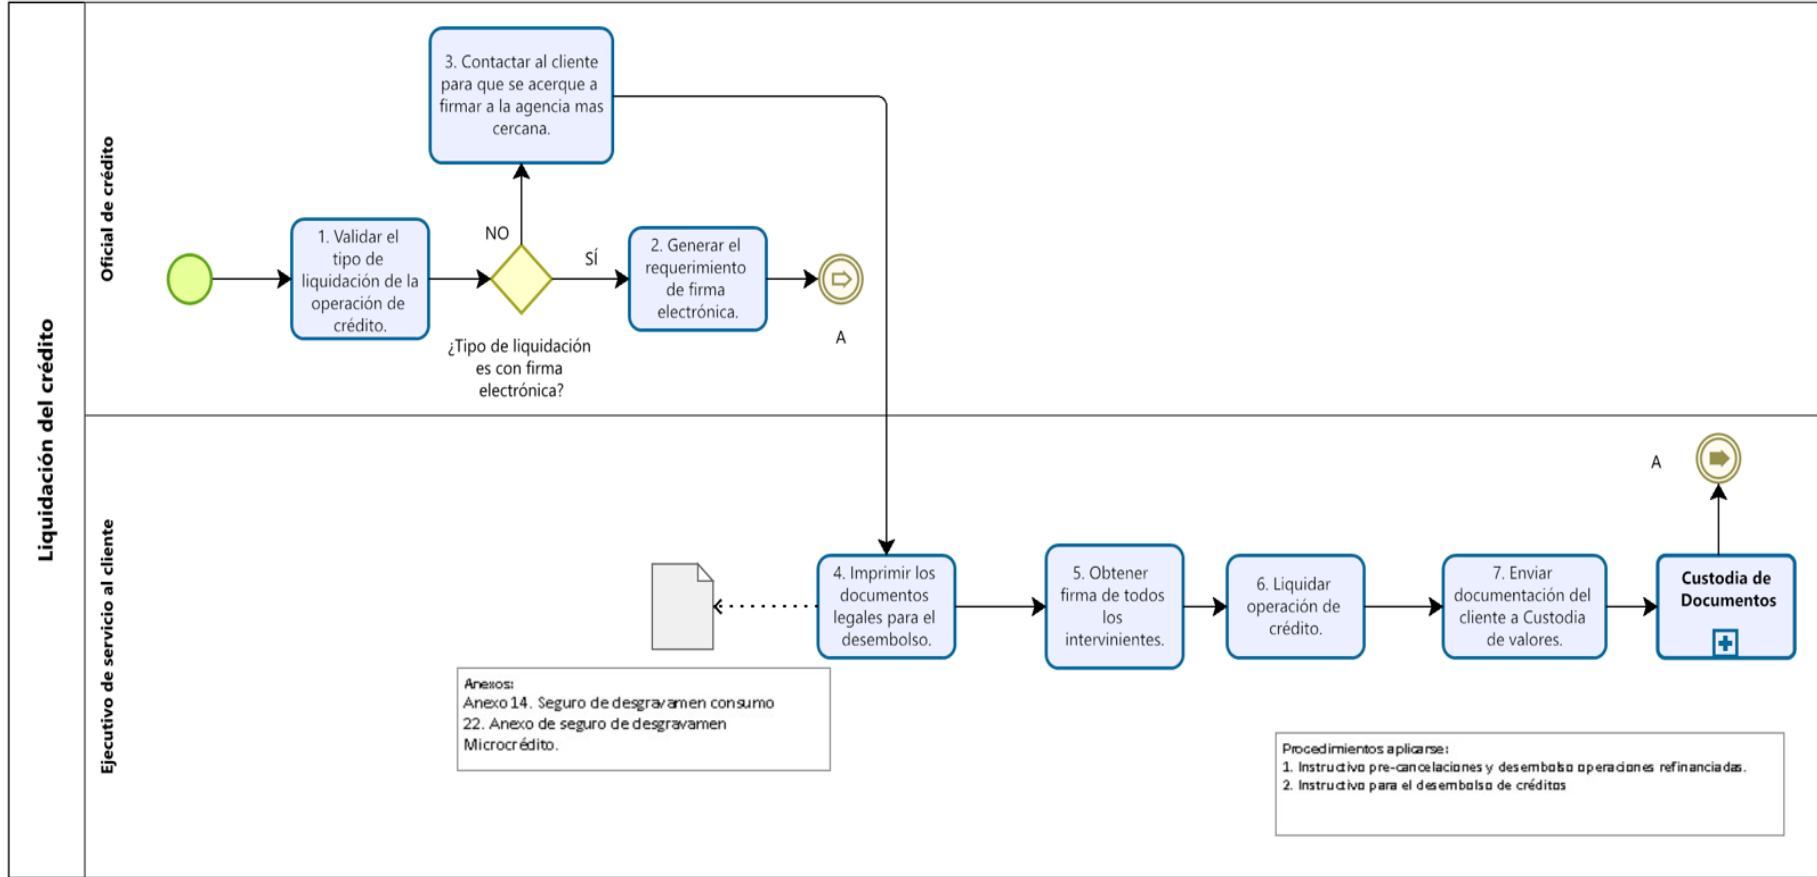 Liquidación del crédito
Oficial de crédito
3. Contactar al cliente
para que se acerque a
firmar a la agencia mas
cercana.
NO
1. Validar el
tipo de
liquidación de la
operación de
crédito.
SÍ
2. Generar el
requerimiento
de firma
electrónica.
A
¿Tipo de liquidación
es con firma
electrónica?
Ejecutivo de servicio al cliente
A
4. Imprimir los
documentos
legales para el
desembolso.
5. Obtener
firma de todos
los
intervinientes.
6. Liquidar
operación de
crédito.
7. Enviar
documentación del
cliente a Custodia
de valores.
Custodia de
Documentos
Anexos:
Anexo 14. Seguro de desgravamen consumo
22. Anexo de seguro de desgravamen
Microcrédito.
Procedimientos aplicarse:
1. Instructivo pre-cancelaciones y desembolso operaciones refinanciadas.
2. Instructivo para el desembolso de créditos